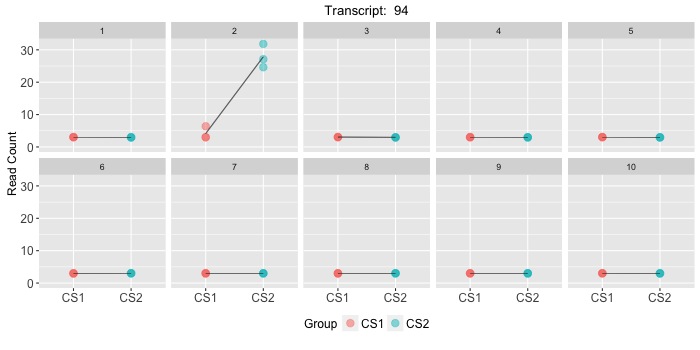 Transcript:  94
1 2 3 4 5
30
20
10
0
6 7 8 9 10
30
20
10
0
Read Count
CS1 CS2 CS1 CS2 CS1 CS2 CS1 CS2 CS1 CS2
Group CS1 CS2